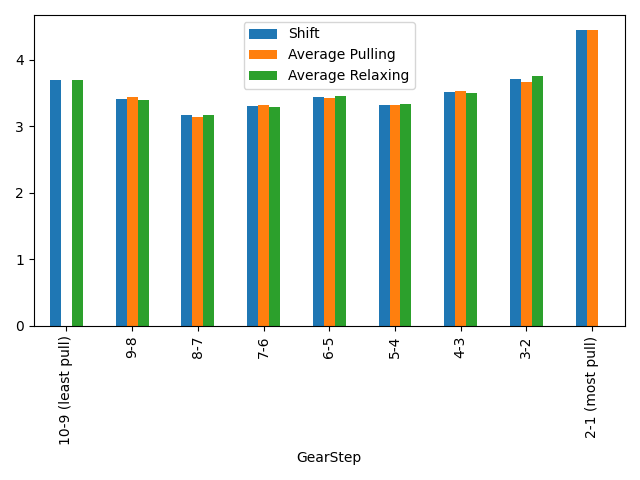 Shift
Average Pulling
Average Relaxing
4
3
2
1
0
10-9 (least pull)
9-8
8-7
7-6
6-5
5-4
4-3
3-2
2-1 (most pull)
GearStep